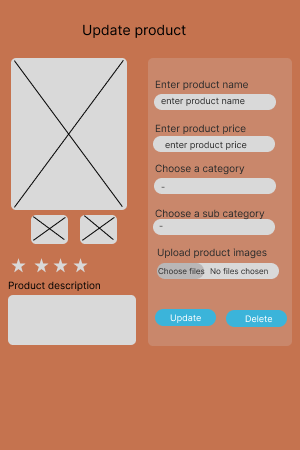 Update product
Enter product name
enter product name
Enter product price
enter product price
Choose a category
-
Choose a sub category
-
Upload product images
Choose files No files chosen
Product description
Update
Delete